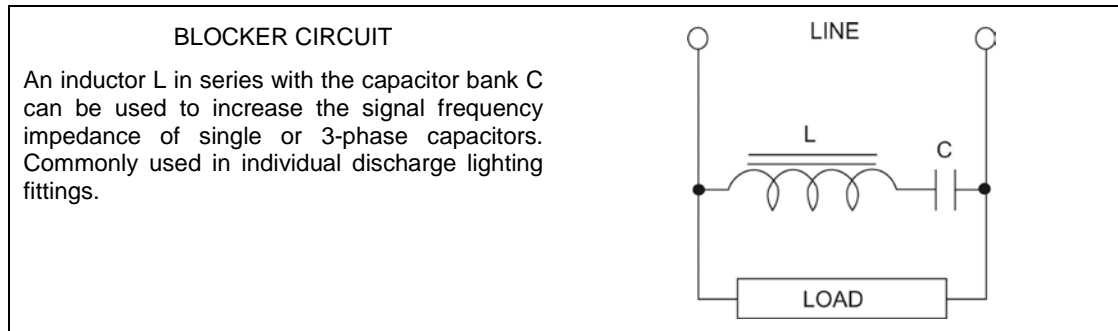 BLOCKER CIRCUIT
An inductor L in series with the capacitor bank C
can be used to increase the signal frequency
impedance of single or 3-phase capacitors.
Commonly used in individual discharge lighting
fittings.
LINE
L
C
LOAD